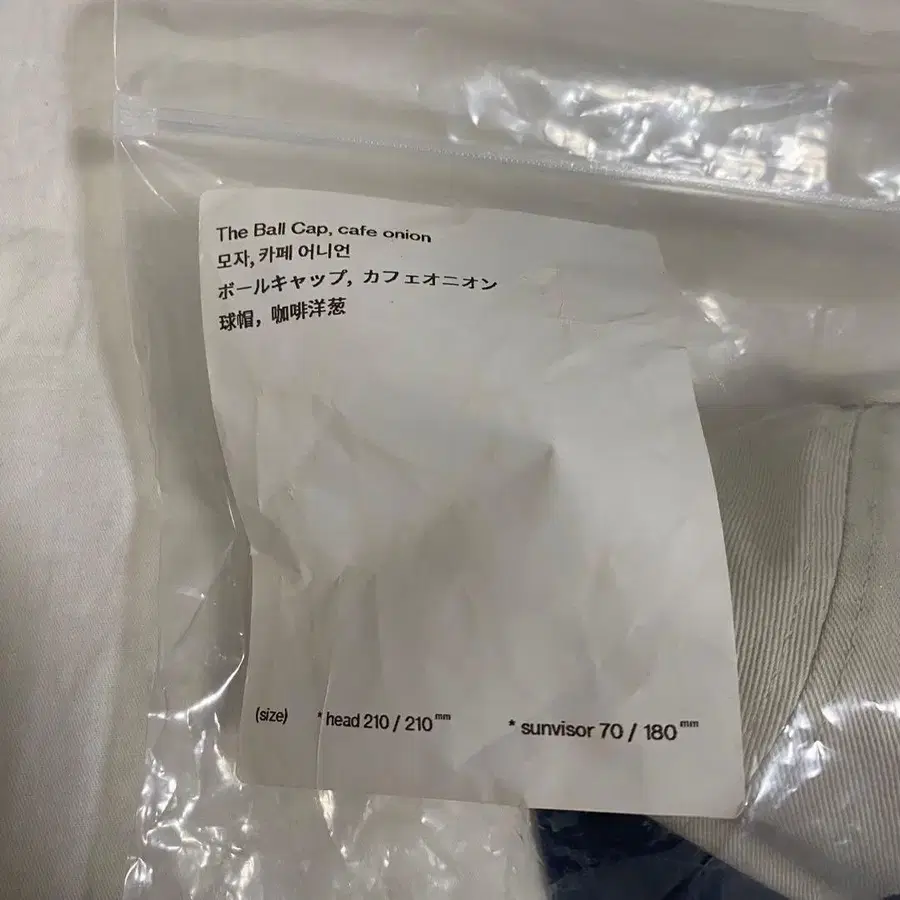 The Ball Cap, cafe onion
모자, 카페 어니언
ボールキャップ, カフェオニオン
球帽, 咖啡洋葱
(size) * head 210 / 210mm * sunvisor 70 / 180mm